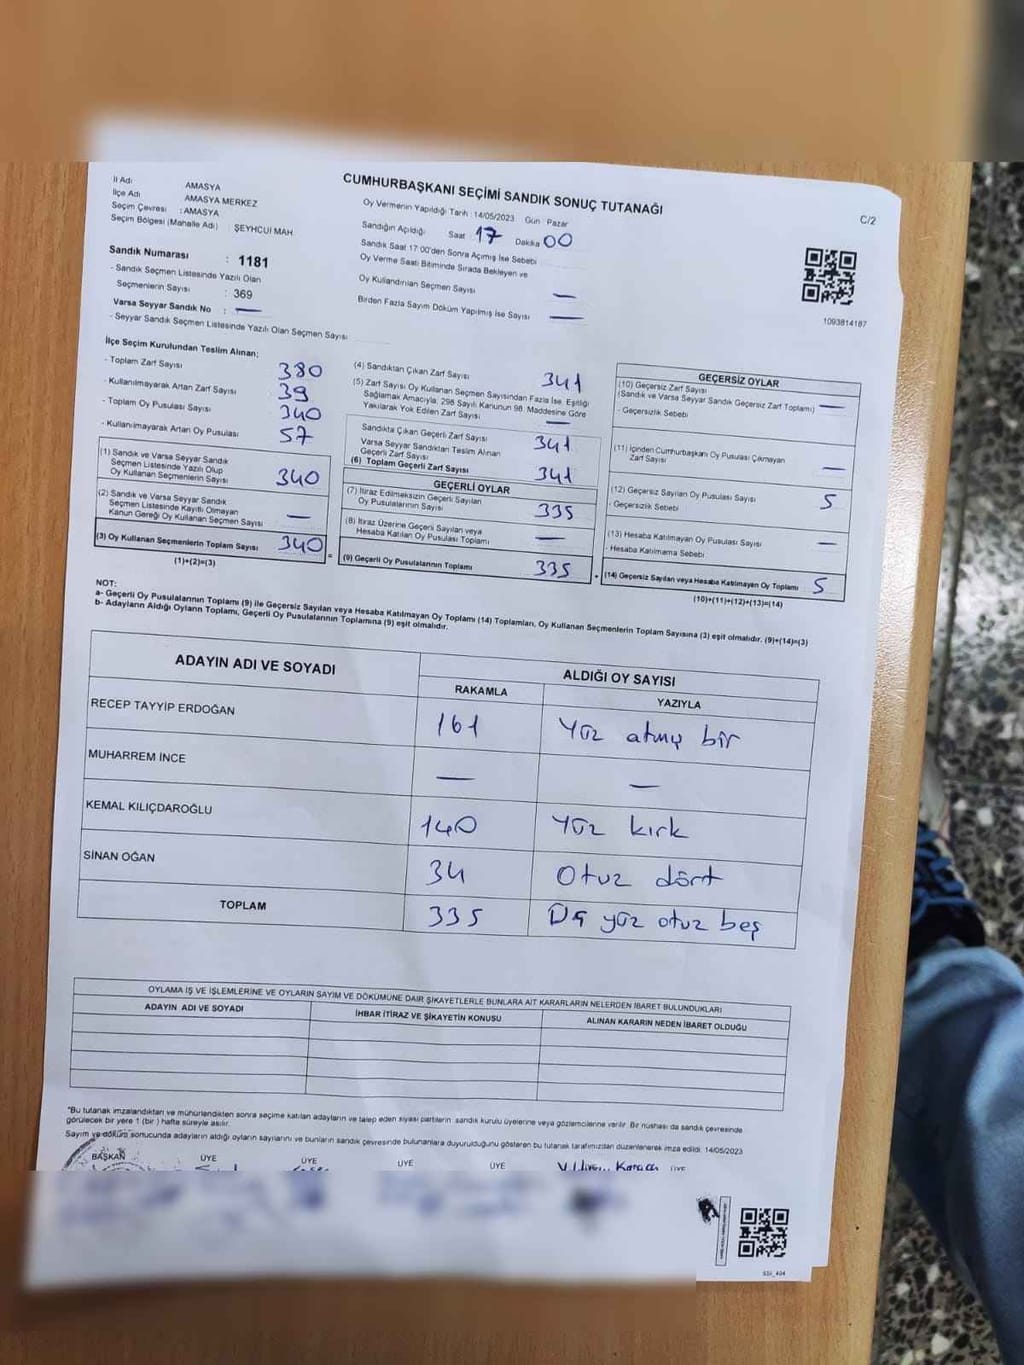 CUMHURBAŞKANI SEÇİMİ SANDIK SONUÇ TUTANAĞI
C/2
İl Adı AMASYA
İlçe Adı AMASYA MERKEZ
Seçim Çevresi : AMASYA
Seçim Bölgesi (Mahalle Adı) : ŞEYHCUİ MAH
Oy Vermenin Yapıldığı Tarih : 14/05/2023 Gün : Pazar
Sandığın Açıldığı Saat 17 Dakika 00
Sandık Saat 17:00'den Sonra Açımış İse Sebebi
Oy Verme Saati Bitiminde Sırada Bekleyen ve
Oy Kullandırılan Seçmen Sayısı —
Birden Fazla Sayım Döküm Yapılmış İse Sayısı —
1093814187
Sandık Numarası : 1181
- Sandık Seçmen Listesinde Yazılı Olan
Seçmenlerin Sayısı : 369
Varsa Seyyar Sandık No : —
- Seyyar Sandık Seçmen Listesinde Yazılı Olan Seçmen Sayısı
İlçe Seçim Kurulundan Teslim Alınan;
- Toplam Zarf Sayısı 380
- Kullanılmayarak Artan Zarf Sayısı 39
- Toplam Oy Pusulası Sayısı 340
- Kullanılmayarak Artan Oy Pusulası 57
(1) Sandık ve Varsa Seyyar Sandık
Seçmen Listesinde Yazılı Olup
Oy Kullanan Seçmenlerin Sayısı 340
(2) Sandık ve Varsa Seyyar Sandık
Seçmen Listesinde Kayıtlı Olmayan
Kanun Gereği Oy Kullanan Seçmen Sayısı —
(3) Oy Kullanan Seçmenlerin Toplam Sayısı 340
(1)+(2)=(3)
=
(4) Sandıktan Çıkan Zarf Sayısı 341
(5) Zarf Sayısı Oy Kullanan Seçmen Sayısından Fazla İse, Eşitliği
Sağlamak Amacıyla; 298 Sayılı Kanunun 98. Maddesine Göre
Yakılarak Yok Edilen Zarf Sayısı —
Sandıkta Çıkan Geçerli Zarf Sayısı 341
Varsa Seyyar Sandıktan Teslim Alınan
Geçerli Zarf Sayısı
(6) Toplam Geçerli Zarf Sayısı 341
GEÇERLİ OYLAR
(7) İtiraz Edilmeksizin Geçerli Sayılan
Oy Pusulalarının Sayısı 335
(8) İtiraz Üzerine Geçerli Sayılan veya
Hesaba Katılan Oy Pusulası Toplamı —
(9) Geçerli Oy Pusulalarının Toplamı 335
+
GEÇERSİZ OYLAR
(10) Geçersiz Zarf Sayısı
(Sandık ve Varsa Seyyar Sandık Geçersiz Zarf Toplamı) —
- Geçersizlik Sebebi
(11) İçinden Cumhurbaşkanı Oy Pusulası Çıkmayan
Zarf Sayısı —
(12) Geçersiz Sayılan Oy Pusulası Sayısı 5
- Geçersizlik Sebebi
(13) Hesaba Katılmayan Oy Pusulası Sayısı —
- Hesaba Katılmama Sebebi
(14) Geçersiz Sayılan veya Hesaba Katılmayan Oy Toplamı 5
(10)+(11)+(12)+(13)=(14)
NOT:
a- Geçerli Oy Pusulalarının Toplamı (9) ile Geçersiz Sayılan veya Hesaba Katılmayan Oy Toplamı (14) Toplamları, Oy Kullanan Seçmenlerin Toplam Sayısına (3) eşit olmalıdır. (9)+(14)=(3)
b- Adayların Aldığı Oyların Toplamı, Geçerli Oy Pusulalarının Toplamına (9) eşit olmalıdır.
ADAYIN ADI VE SOYADI ALDIĞI OY SAYISI
RAKAMLA YAZIYLA
RECEP TAYYİP ERDOĞAN 161 Yüz atmış bir
MUHARREM İNCE — —
KEMAL KILIÇDAROĞLU 140 Yüz kırk
SİNAN OĞAN 34 Otuz dört
TOPLAM 335 Üç yüz otuz beş
OYLAMA İŞ VE İŞLEMLERİNE VE OYLARIN SAYIM VE DÖKÜMÜNE DAİR ŞİKAYETLERLE BUNLARA AİT KARARLARIN NELERDEN İBARET BULUNDUKLARI
ADAYIN ADI VE SOYADI İHBAR İTİRAZ VE ŞİKAYETİN KONUSU ALINAN KARARIN NEDEN İBARET OLDUĞU
"Bu tutanak imzalandıktan ve mühürlendikten sonra seçime katılan adayların ve talep eden siyasi partilerin sandık kurulu üyelerine veya gözlemcilerine verilir. Bir nüshası da sandık çevresinde
görülecek bir yere 1 (bir) hafta süreyle asılır.
Sayım ve döküm sonucunda adayların aldığı oyların sayılarını ve bunların sandık çevresinde bulunanlara duyurulduğunu gösteren bu tutanak tarafımızdan düzenlenerek imza edildi. 14/05/2023
BAŞKAN ÜYE ÜYE ÜYE ÜYE ÜYE